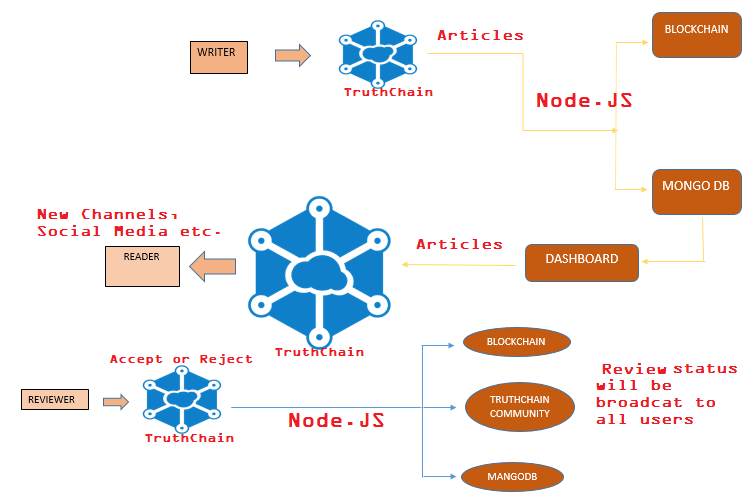 WRITER
TruthChain
Articles
Node.JS
BLOCKCHAIN
MONGO DB
New Channels,
Social Media etc.
READER
TruthChain
Articles
DASHBOARD
Accept or Reject
REVIEWER
TruthChain
Node.JS
BLOCKCHAIN
TRUTHCHAIN
COMMUNITY
MANGODB
Review status
will be
broadcat to
all users